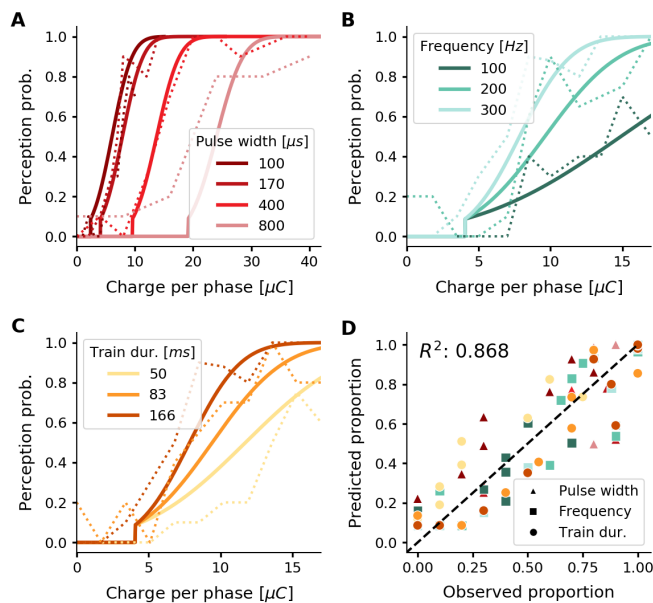 A
Perception prob.
1.0
0.8
0.6
0.4
0.2
0.0
Pulse width [μs]
100
170
400
800
0 10 20 30 40
Charge per phase [μC]
B
Perception prob.
1.0
0.8
0.6
0.4
0.2
0.0
Frequency [Hz]
100
200
300
0 5 10 15
Charge per phase [μC]
C
Perception prob.
1.0
0.8
0.6
0.4
0.2
0.0
Train dur. [ms]
50
83
166
0 5 10 15
Charge per phase [μC]
D
Predicted proportion
1.0
0.8
0.6
0.4
0.2
0.0
R²: 0.868
Pulse width
Frequency
Train dur.
0.00 0.25 0.50 0.75 1.00
Observed proportion